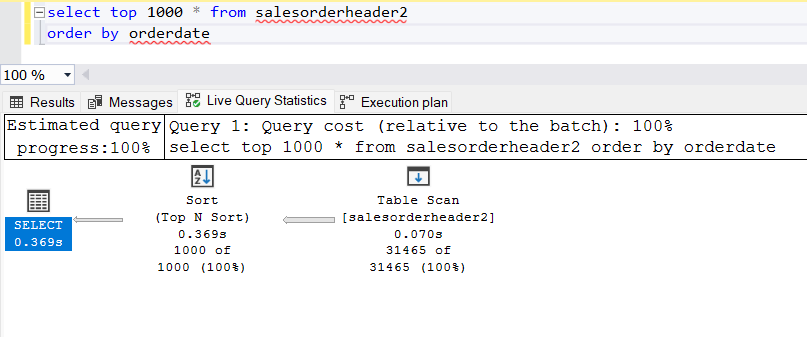 select top 1000 * from salesorderheader2
order by orderdate
100 %
Results Messages Live Query Statistics Execution plan
Estimated query progress:100%
Query 1: Query cost (relative to the batch): 100%
select top 1000 * from salesorderheader2 order by orderdate
SELECT
0.369s
Sort
(Top N Sort)
0.369s
1000 of
1000 (100%)
Table Scan
[salesorderheader2]
0.070s
31465 of
31465 (100%)